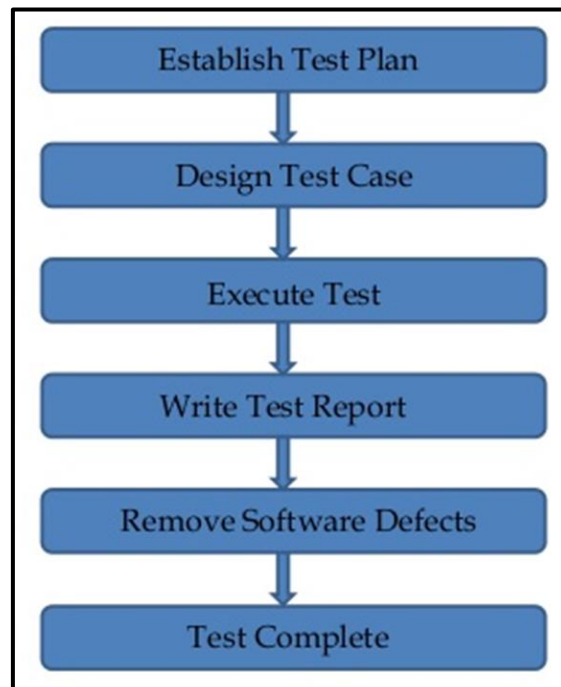 Establish Test Plan
Design Test Case
Execute Test
Write Test Report
Remove Software Defects
Test Complete